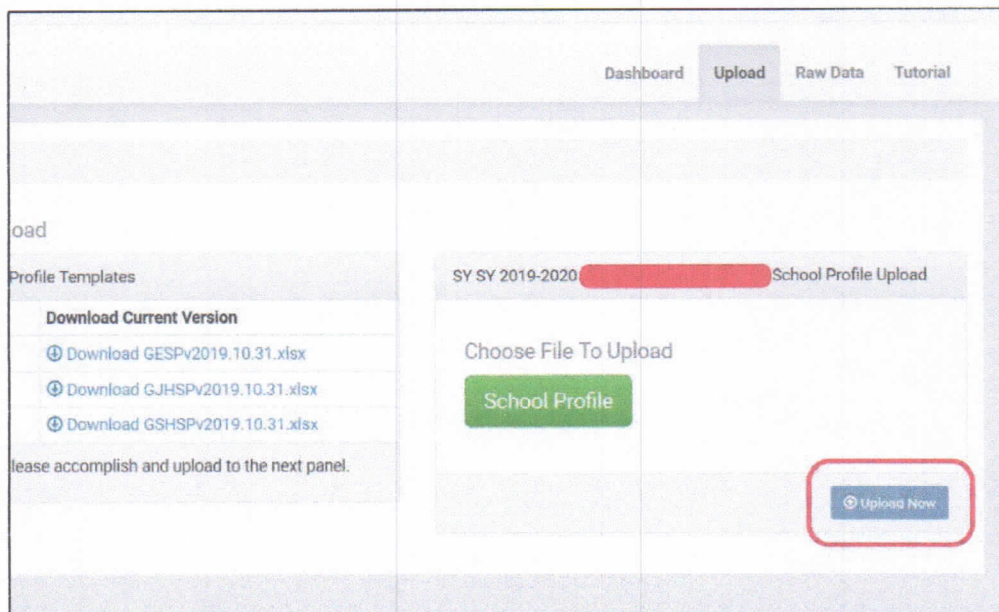 Dashboard Upload Raw Data Tutorial
oad
Profile Templates
Download Current Version
Download GESPv2019.10.31.xlsx
Download GJHSPv2019.10.31.xlsx
Download GSHSPv2019.10.31.xlsx
lease accomplish and upload to the next panel.
SY SY 2019-2020 School Profile Upload
Choose File To Upload
School Profile
Upload Now